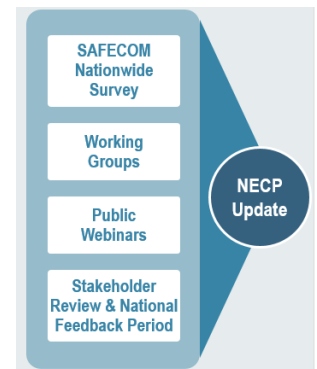 SAFECOM
Nationwide
Survey
Working
Groups
Public
Webinars
Stakeholder
Review & National
Feedback Period
NECP
Update